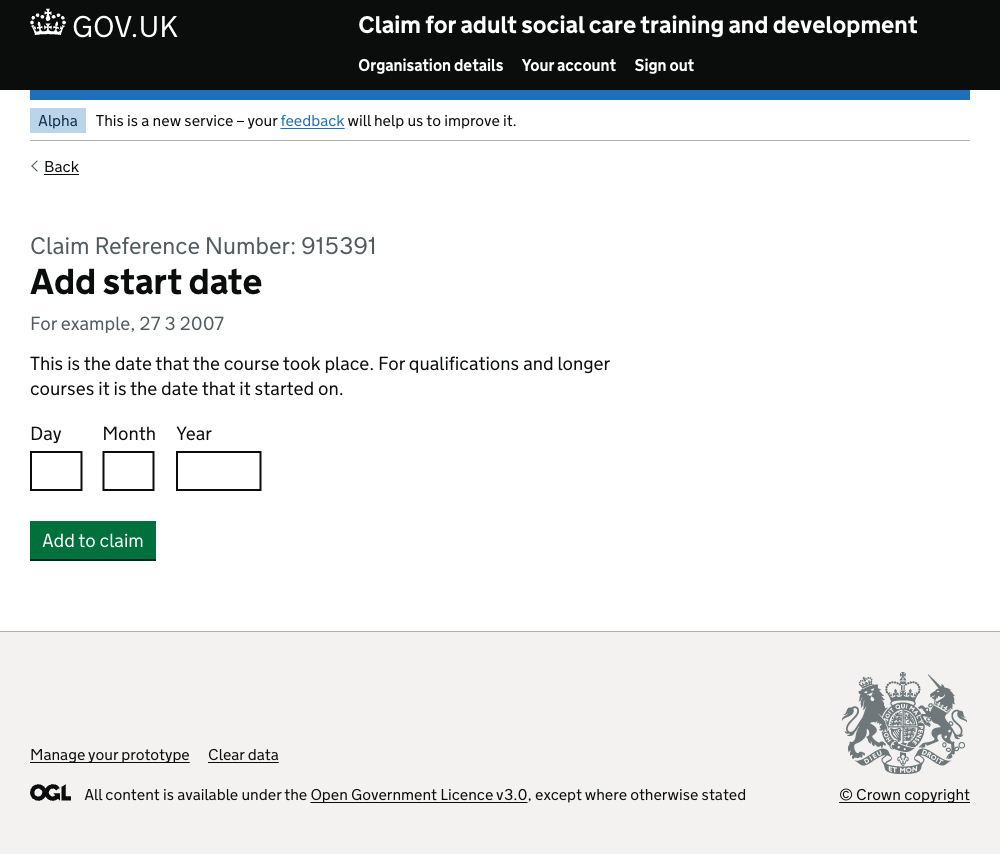 GOV.UK
Claim for adult social care training and development
Organisation details Your account Sign out
Alpha This is a new service – your feedback will help us to improve it.
Back
Claim Reference Number: 915391
Add start date
For example, 27 3 2007
This is the date that the course took place. For qualifications and longer
courses it is the date that it started on.
Day Month Year
Add to claim
Manage your prototype Clear data
OGL All content is available under the Open Government Licence v3.0, except where otherwise stated
DIEU ET MON DROIT
© Crown copyright